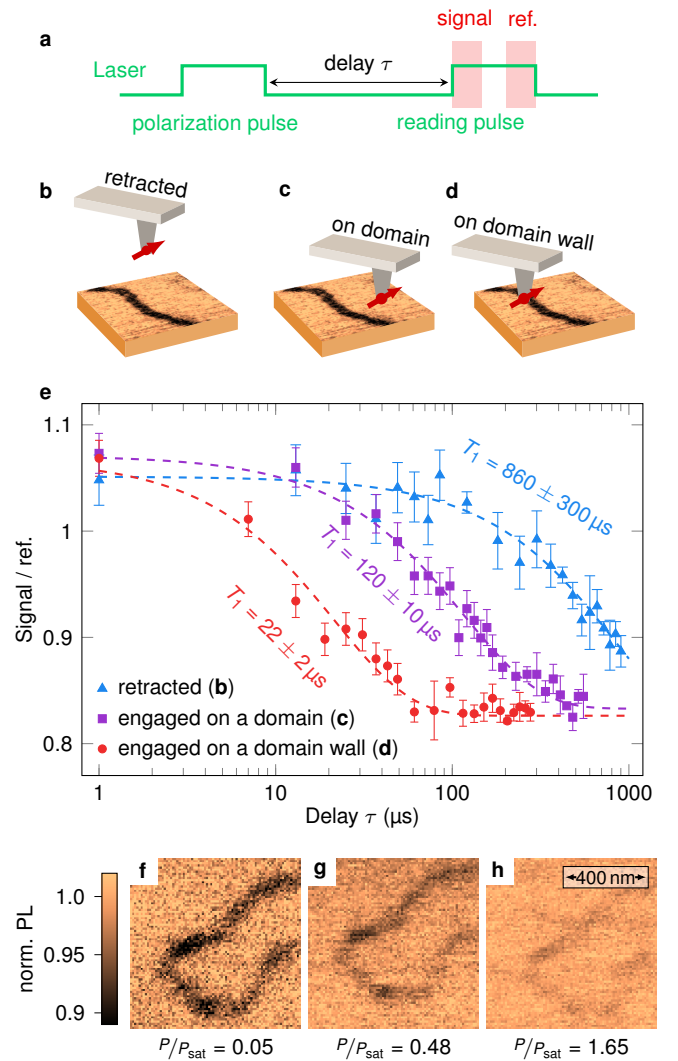 a
signal ref.
Laser
delay τ
polarization pulse
reading pulse
b
retracted
c
on domain
d
on domain wall
e
1.1
1
0.9
0.8
Signal / ref.
T1 = 860 ± 300 µs
T1 = 120 ± 10 µs
T1 = 22 ± 2 µs
retracted (b)
engaged on a domain (c)
engaged on a domain wall (d)
1 10 100 1000
Delay τ (µs)
f
g
h
400 nm
1.0
0.95
0.9
norm. PL
P/Psat = 0.05
P/Psat = 0.48
P/Psat = 1.65